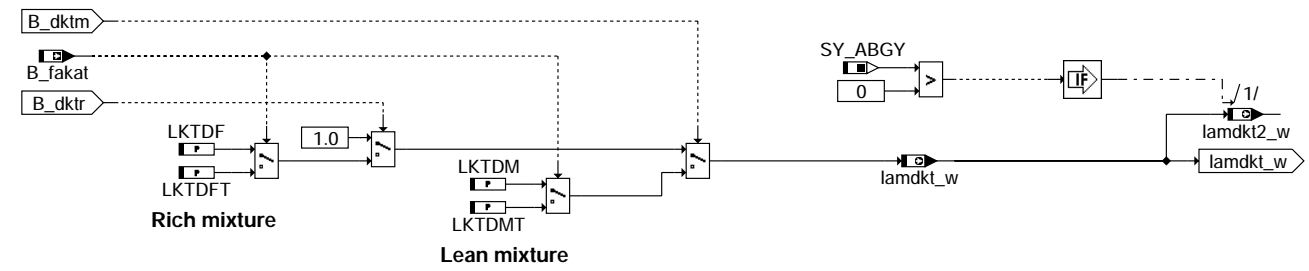 B_dktm
SY_ABGY
B_fakat
0
>
IF
B_dktr
/1/
LKTDF
1.0
lamdkt2_w
P
LKTDM
lamdkt_w
P
P
lamdkt_w
LKTDFT
P
Rich mixture
LKTDMT
Lean mixture